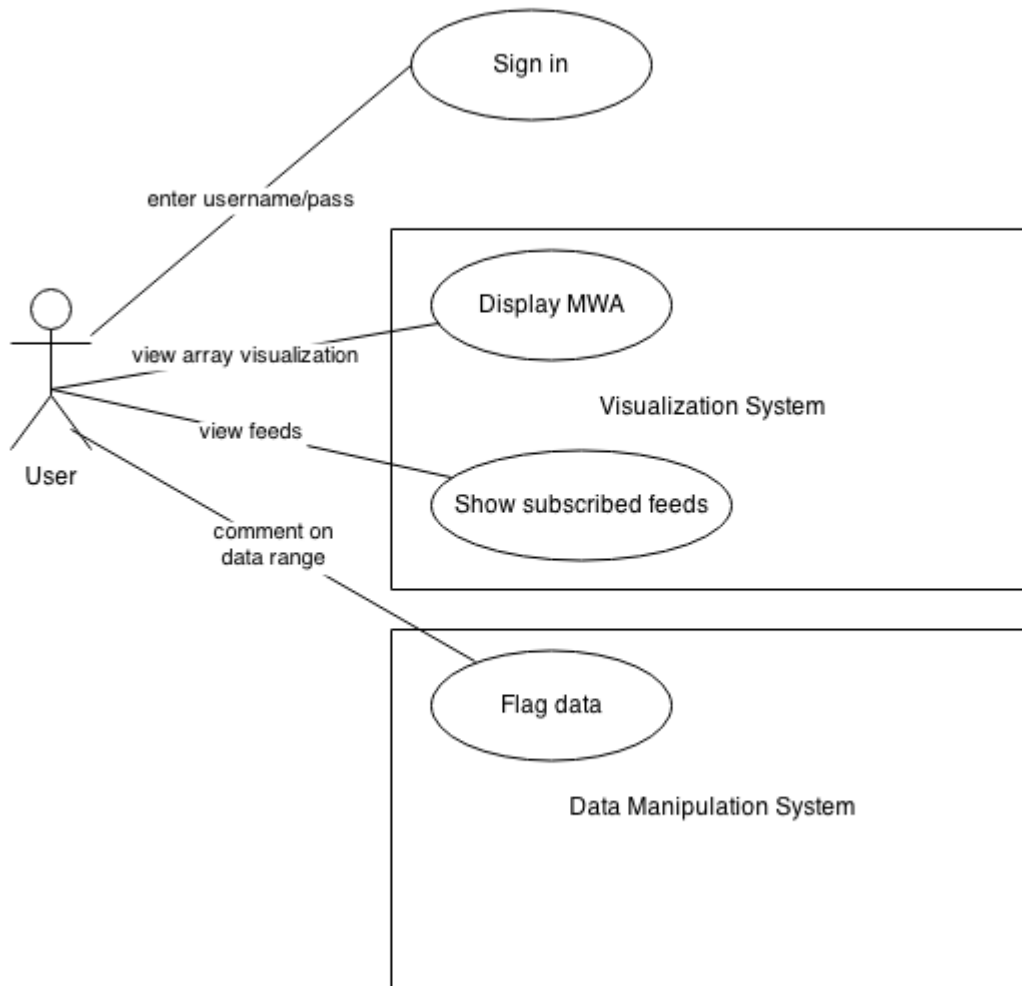 Sign in
enter username/pass
Display MWA
view array visualization
Visualization System
view feeds
User
Show subscribed feeds
comment on
data range
Flag data
Data Manipulation System